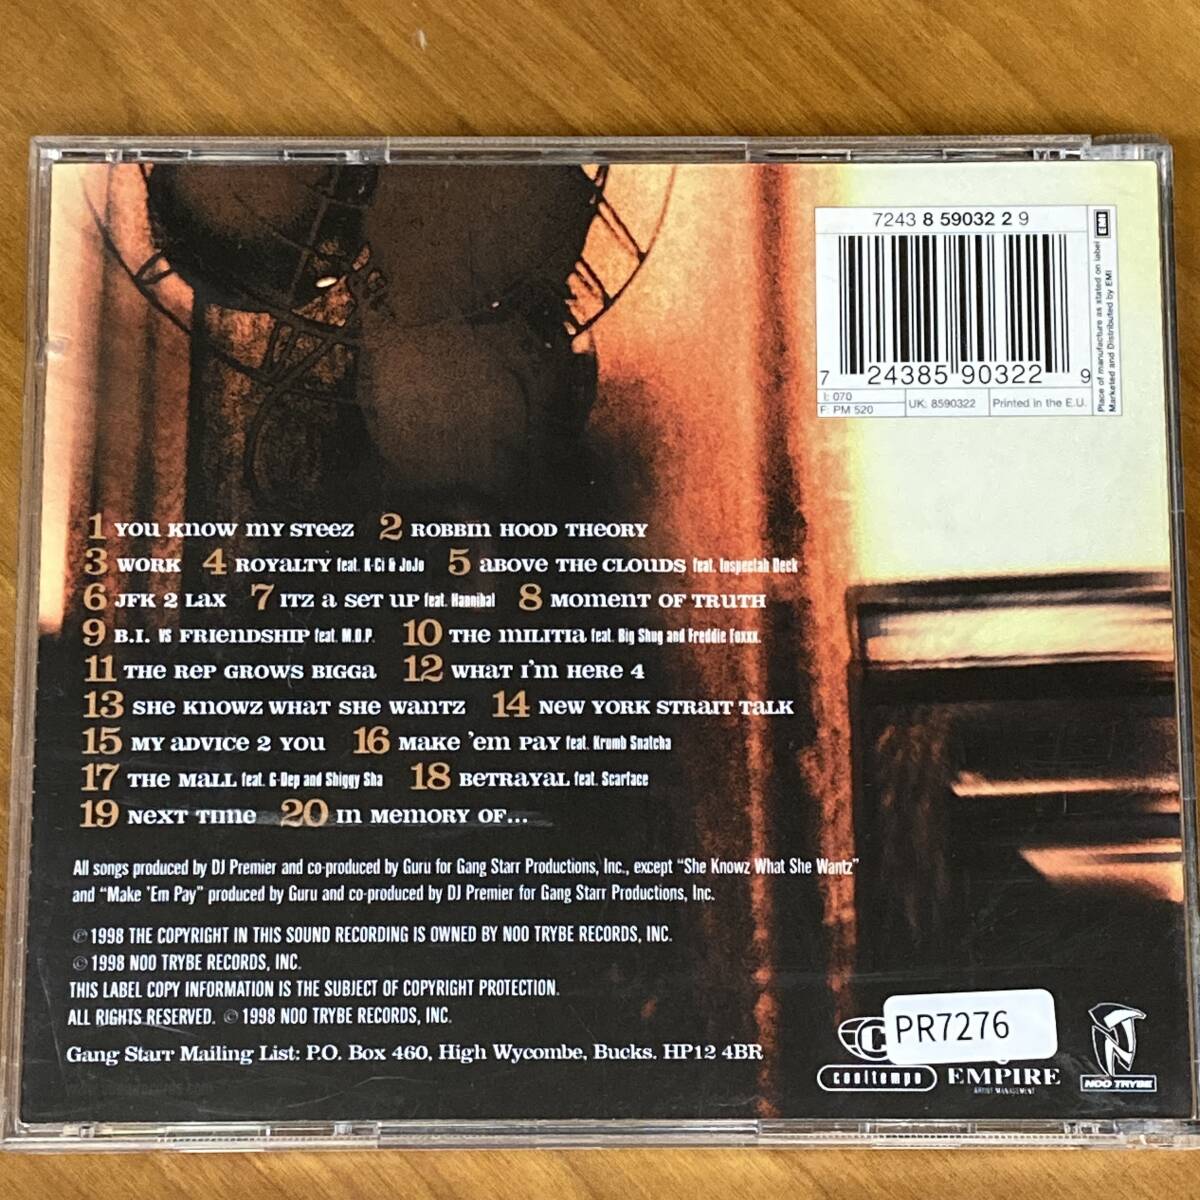 7243 8 59032 2 9
7 24385 90322 9
I: 070
F: PM 520
UK: 8590322
Printed in the E.U.
Place of manufacture as stated on label
Marketed and Distributed by EMI
EMI
1 YOU KNOW MY STEEZ 2 ROBBIN HOOD THEORY
3 WORK 4 ROYALTY feat. K-Ci & JoJo 5 ABOVE THE CLOUDS feat. Inspectah Deck
6 JFK 2 LAX 7 ITZ A SET UP feat. Hannibal 8 MOMENT OF TRUTH
9 B.I. VS FRIENDSHIP feat. M.O.P. 10 THE MILITIA feat. Big Shug and Freddie Foxxx.
11 THE REP GROWS BIGGA 12 WHAT I'M HERE 4
13 SHE KNOWZ WHAT SHE WANTZ 14 NEW YORK STRAIT TALK
15 MY ADVICE 2 YOU 16 MAKE 'EM PAY feat. Krumb Snatcha
17 THE MALL feat. G-Dep and Shiggy Sha 18 BETRAYAL feat. Scarface
19 NEXT TIME 20 IN MEMORY OF...
All songs produced by DJ Premier and co-produced by Guru for Gang Starr Productions, Inc., except "She Knowz What She Wantz"
and "Make 'Em Pay" produced by Guru and co-produced by DJ Premier for Gang Starr Productions, Inc.
℗ 1998 THE COPYRIGHT IN THIS SOUND RECORDING IS OWNED BY NOO TRYBE RECORDS, INC.
© 1998 NOO TRYBE RECORDS, INC.
THIS LABEL COPY INFORMATION IS THE SUBJECT OF COPYRIGHT PROTECTION.
ALL RIGHTS RESERVED. © 1998 NOO TRYBE RECORDS, INC.
Gang Starr Mailing List: P.O. Box 460, High Wycombe, Bucks. HP12 4BR
PR7276
cooltempo
EMPIRE
ARTIST MANAGEMENT
NOO TRYBE